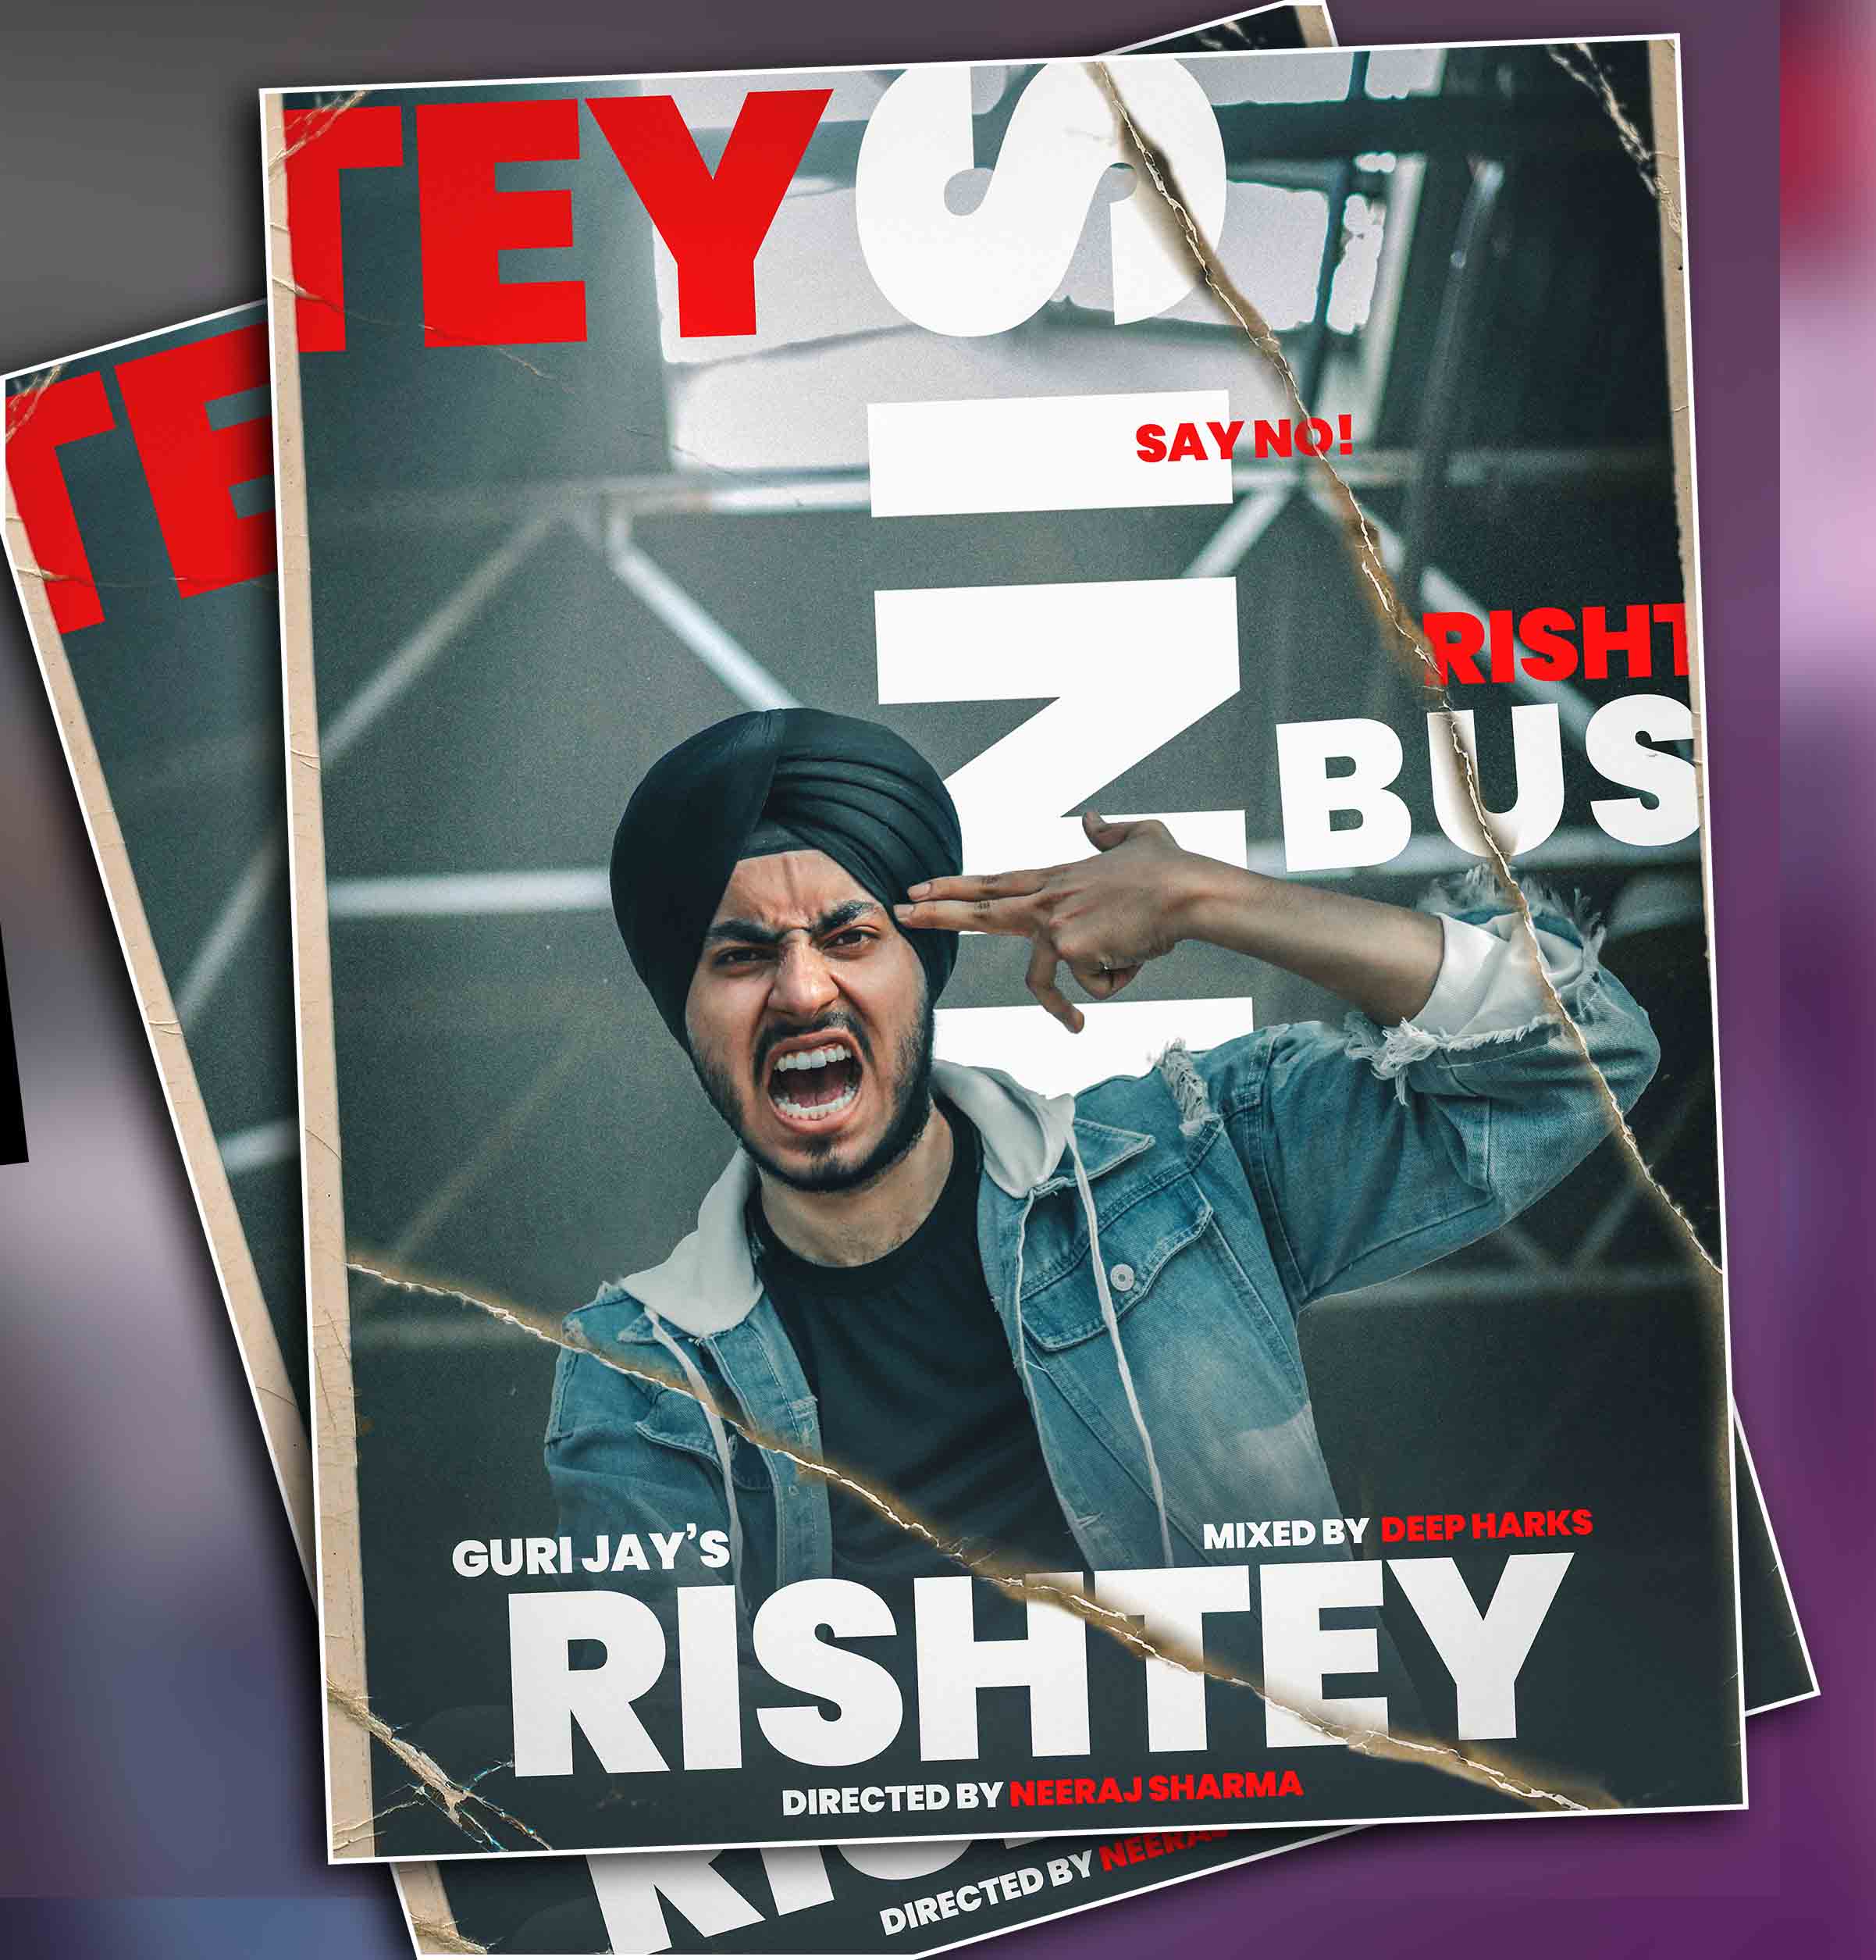 TEY
SIN
SAY NO!
RISHT
BUS
GURI JAY'S
MIXED BY DEEP HARKS
RISHTEY
DIRECTED BY NEERAJ SHARMA
TE
DIRECTED BY